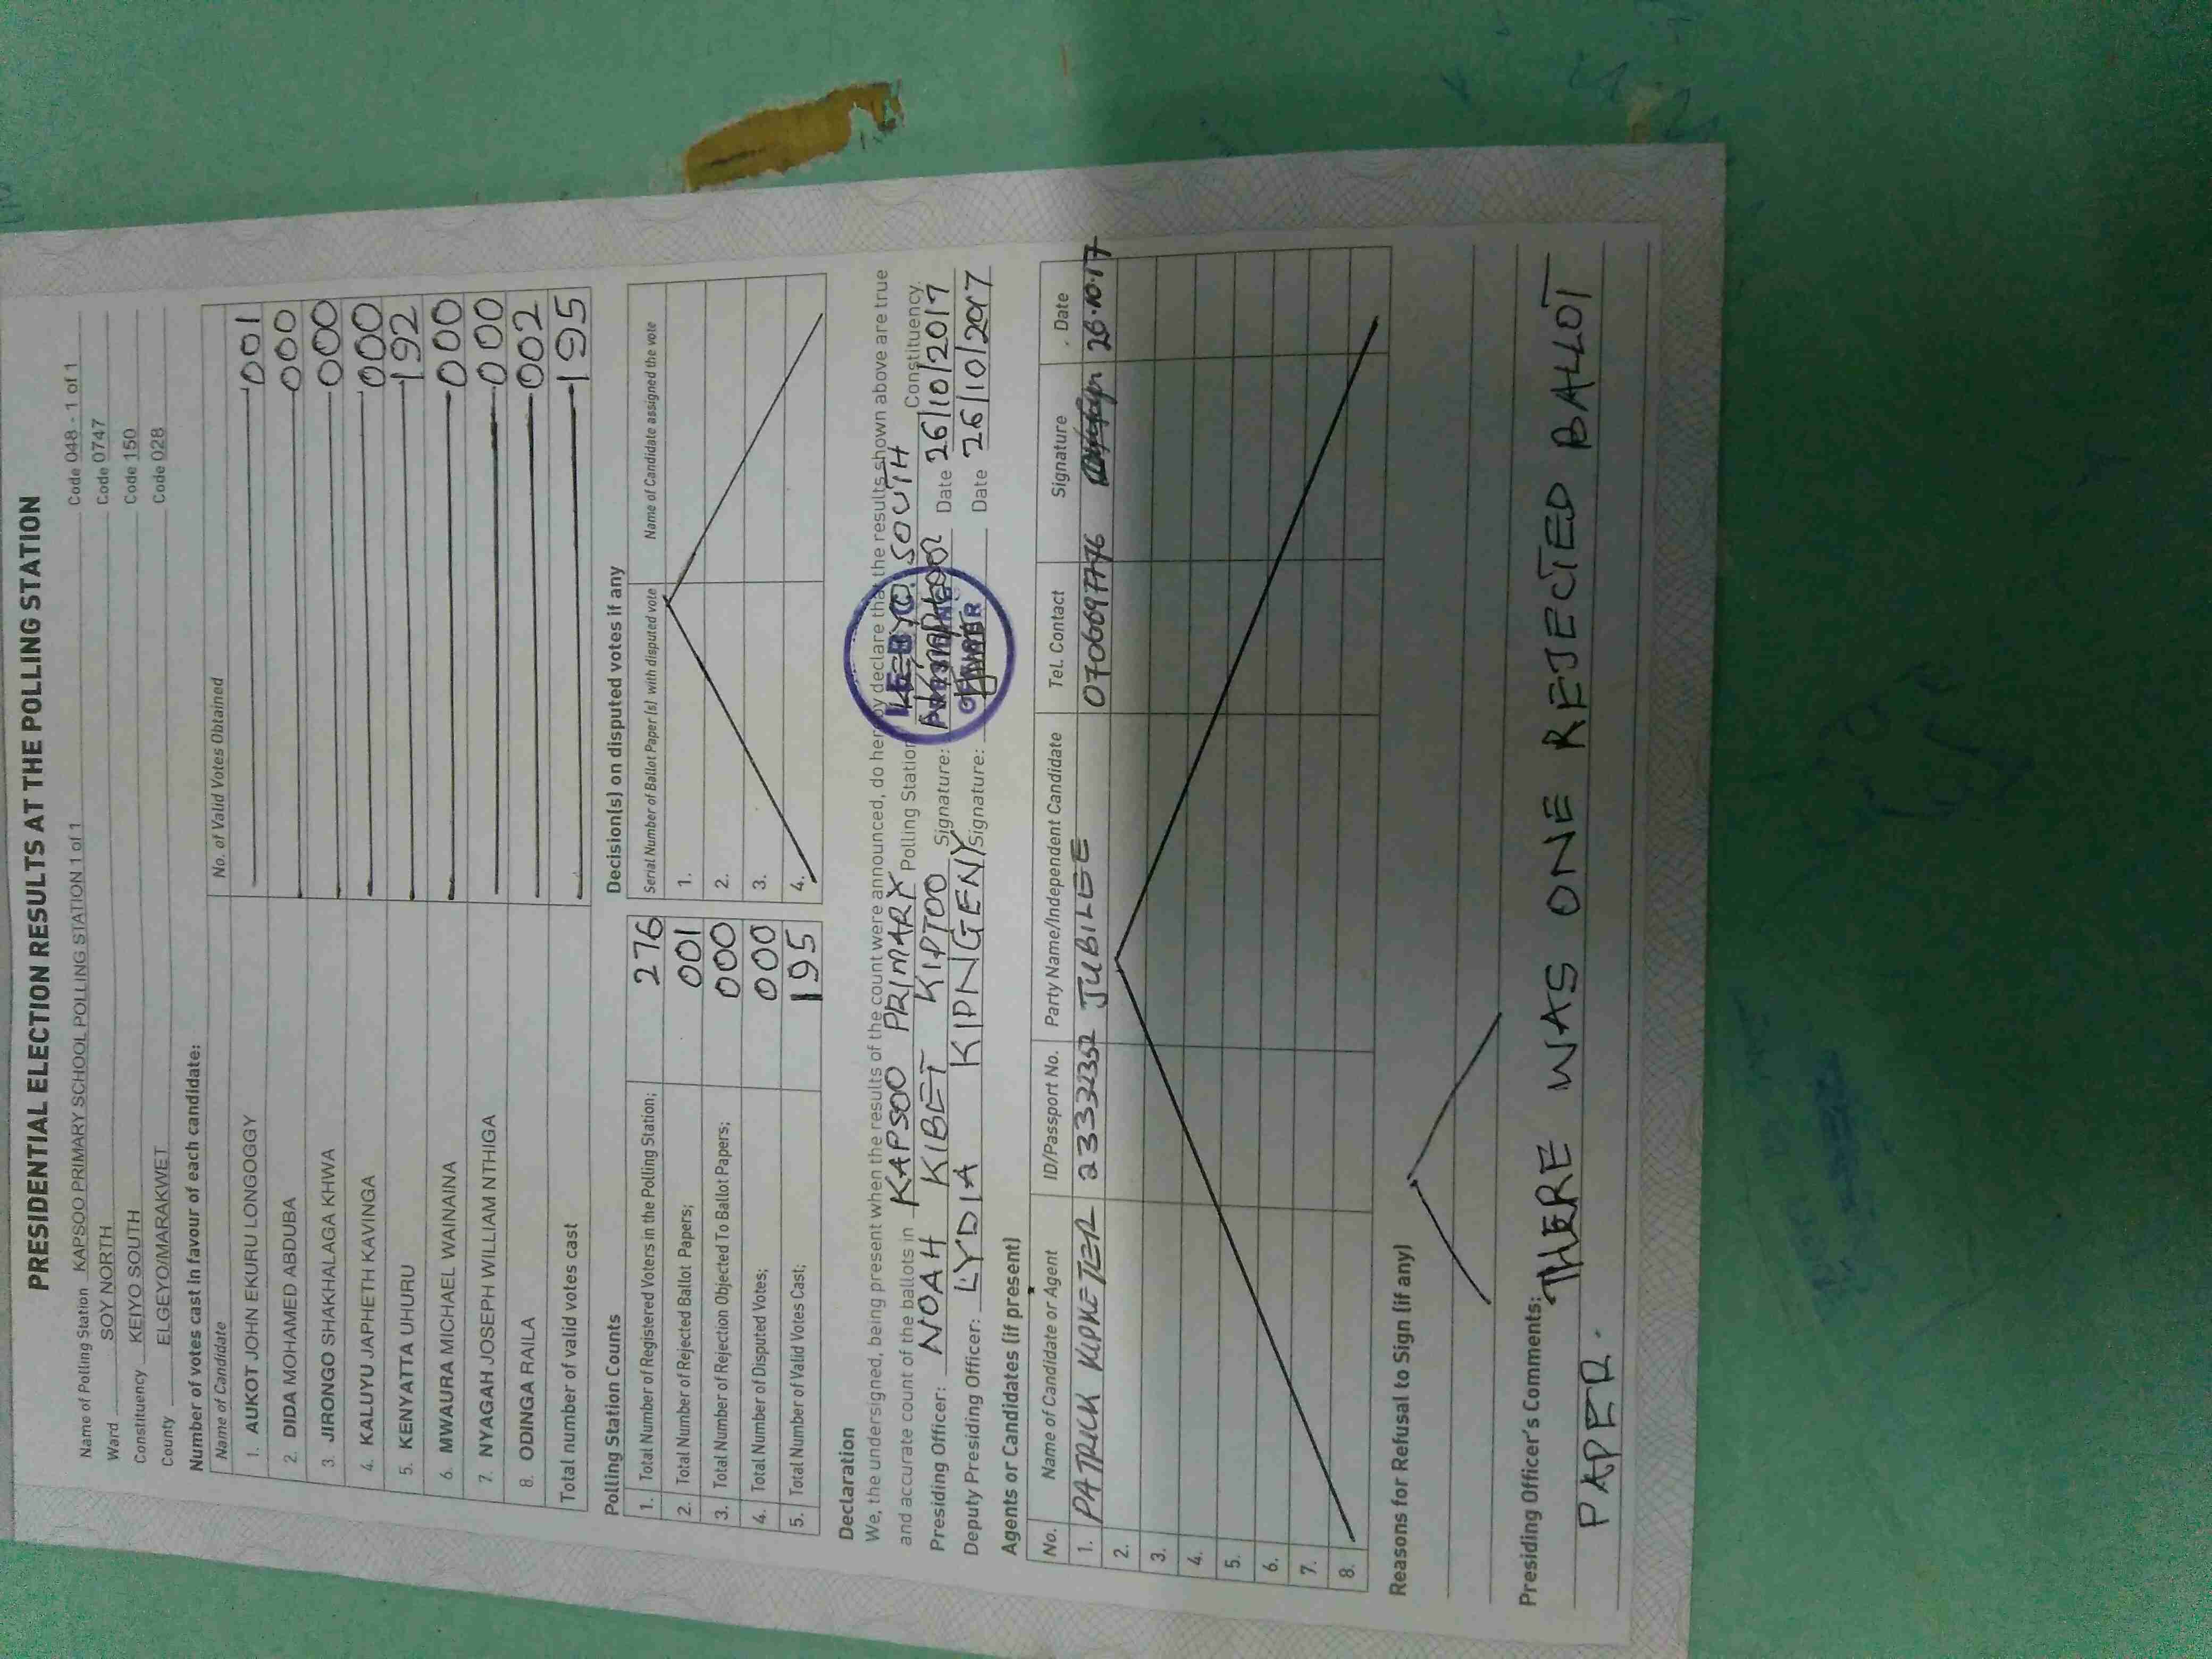 PRESIDENTIAL ELECTION RESULTS AT THE POLLING STATION
Name of Polling Station KAPSOO PRIMARY SCHOOL POLLING STATION 1 of 1 Code 048 - 1 of 1
Ward SOY NORTH Code 0747
Constituency KEIYO SOUTH Code 150
County ELGEYO/MARAKWET Code 028
Number of votes cast in favour of each candidate:
Name of Candidate No. of Valid Votes Obtained
1. AUKOT JOHN EKURU LONGOGGY 001
2. DIDA MOHAMED ABDUBA 000
3. JIRONGO SHAKHALAGA KHWA 000
4. KALUYU JAPHETH KAVINGA 000
5. KENYATTA UHURU 192
6. MWAURA MICHAEL WAINAINA 000
7. NYAGAH JOSEPH WILLIAM NTHIGA 000
8. ODINGA RAILA 002
Total number of valid votes cast 195
Polling Station Counts
1. Total Number of Registered Voters in the Polling Station; 276
2. Total Number of Rejected Ballot Papers; 001
3. Total Number of Rejection Objected To Ballot Papers; 000
4. Total Number of Disputed Votes; 000
5. Total Number of Valid Votes Cast; 195
Decision(s) on disputed votes if any
Serial Number of Ballot Paper (s) with disputed vote Name of Candidate assigned the vote
1.
2.
3.
4.
Declaration
We, the undersigned, being present when the results of the count were announced, do hereby declare that the results shown above are true
and accurate count of the ballots in KAPSOO PRIMARY Polling Station KEIYO SOUTH Constituency.
Presiding Officer: NOAH KIBET KIPTOO Signature: Date 26/10/2017
Deputy Presiding Officer: LYDIA KIPNGENY Signature: Date 26/10/2017
Agents or Candidates (if present)
No. Name of Candidate or Agent ID/Passport No. Party Name/Independent Candidate Tel. Contact Signature Date
1. PATRICK KIPKETER 23332352 JUBILEE 0706697776 26.10.17
2.
3.
4.
5.
6.
7.
8.
Reasons for Refusal to Sign (if any)
Presiding Officer's Comments:
THERE WAS ONE REJECTED BALLOT
PAPER.